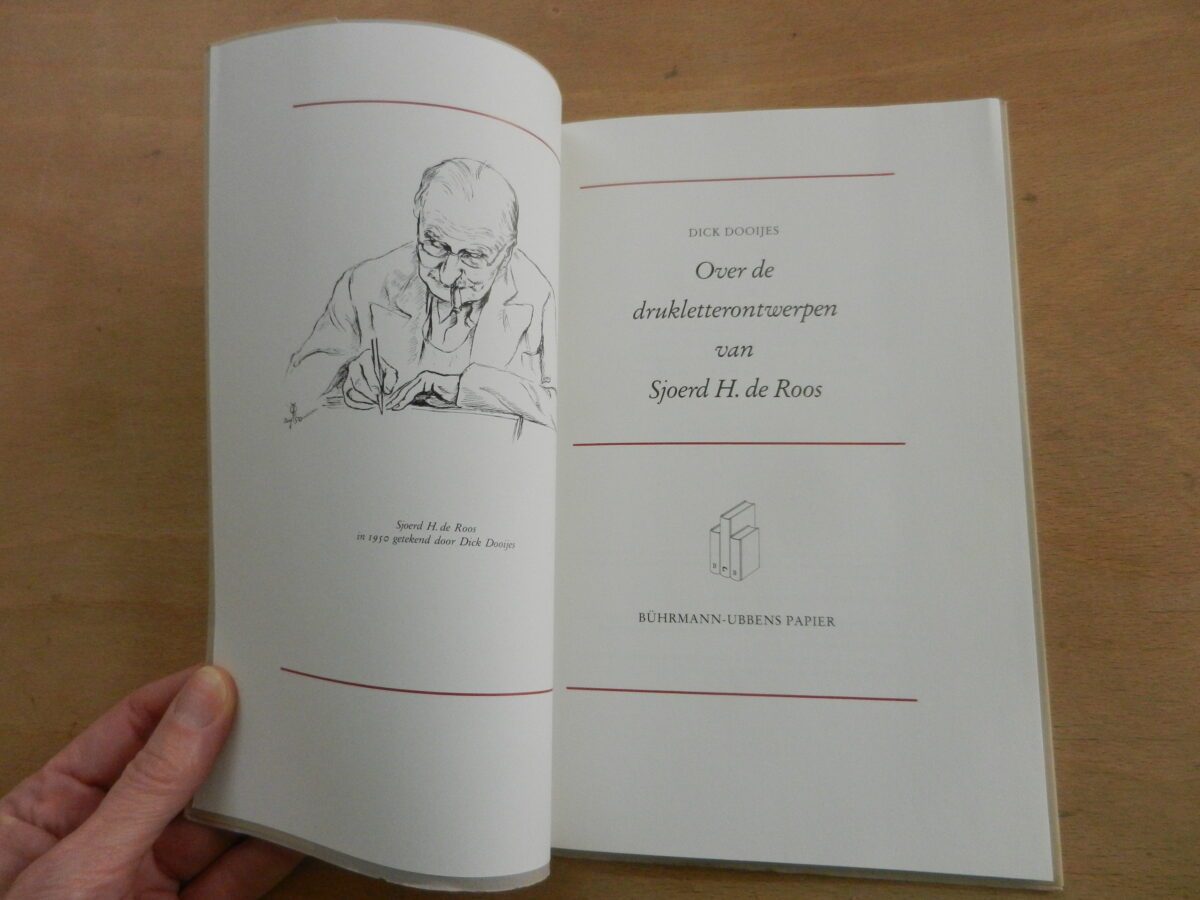 Sjoerd H. de Roos
in 1950 getekend door Dick Dooijes
DICK DOOIJES
Over de
drukletterontwerpen
van
Sjoerd H. de Roos
BÜHRMANN-UBBENS PAPIER